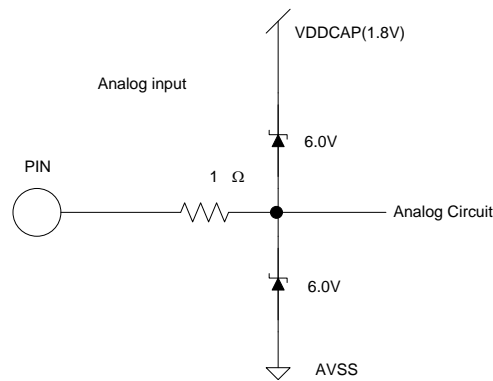 VDDCAP(1.8V)
Analog input
6.0V
PIN
1 Ω
Analog Circuit
6.0V
AVSS